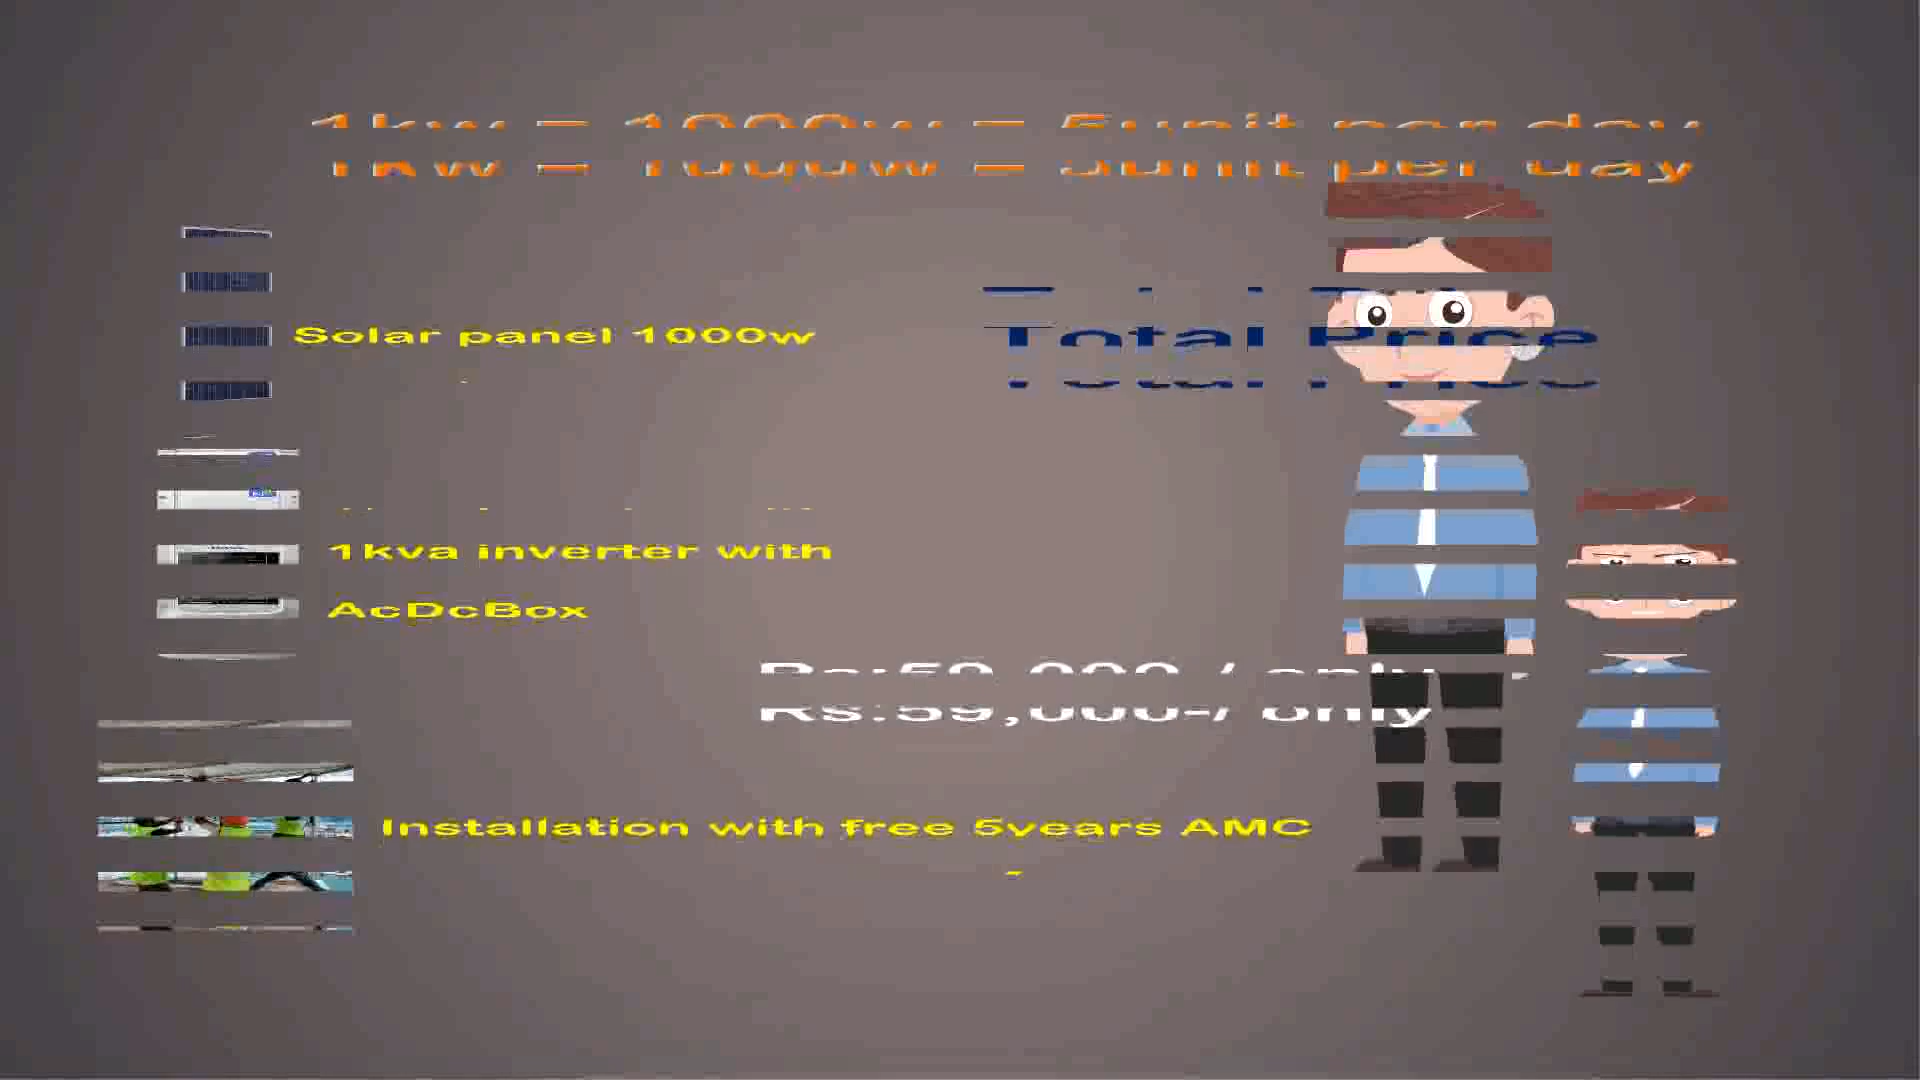 1kw = 1000w = 5unit per day
Solar panel 1000w
Total Price
1kva inverter with
AcDcBox
Rs:59,000-/ only
Installation with free 5years AMC